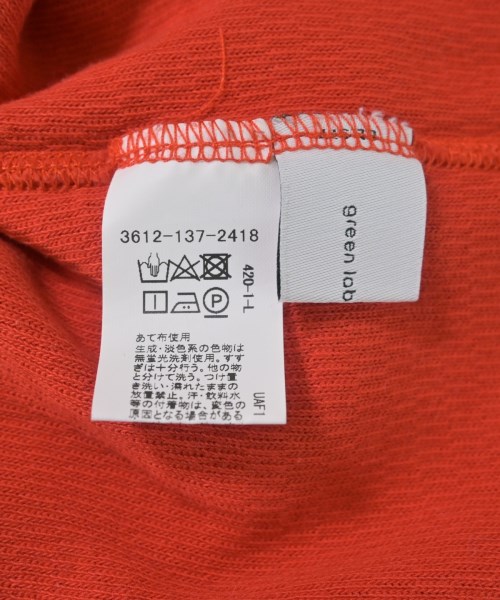 3612-137-2418
420-1-L
あて布使用
生成・淡色系の色物は
無蛍光洗剤使用。すす
ぎは十分行う。他の物
と分けて洗う。つけ置
き洗い・濡れたままの
放置禁止。汗・飲料水
等の付着物は、変色の
原因となる場合がある
UAF1
green lab